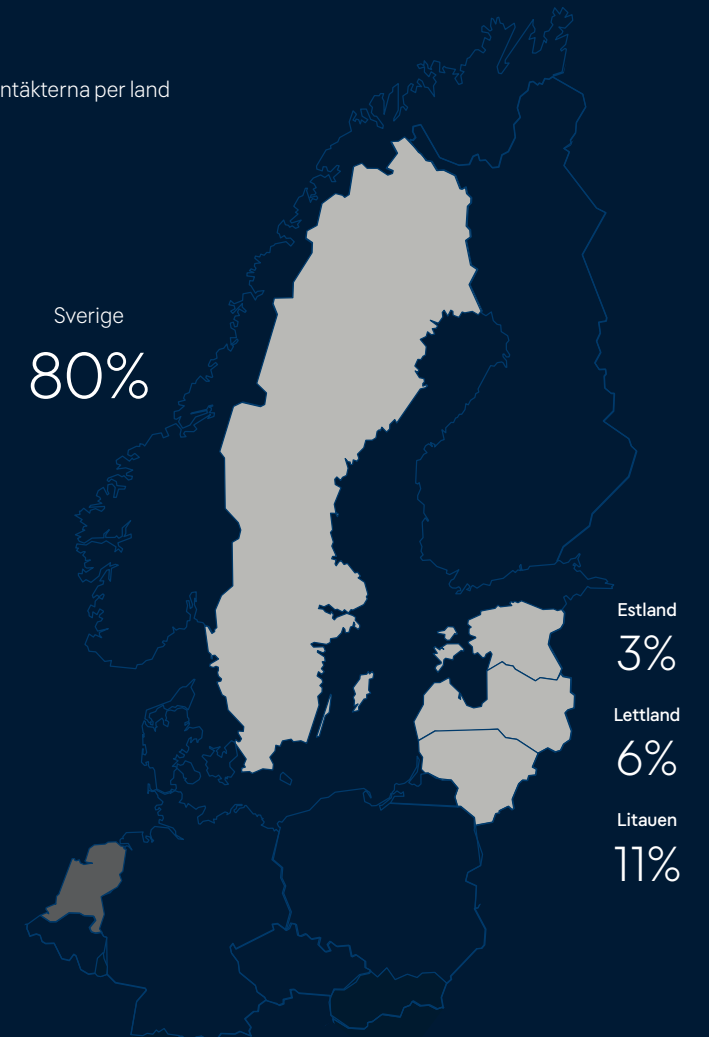 ntäkterna per land
Sverige
80%
Estland
3%
Lettland
6%
Litauen
11%